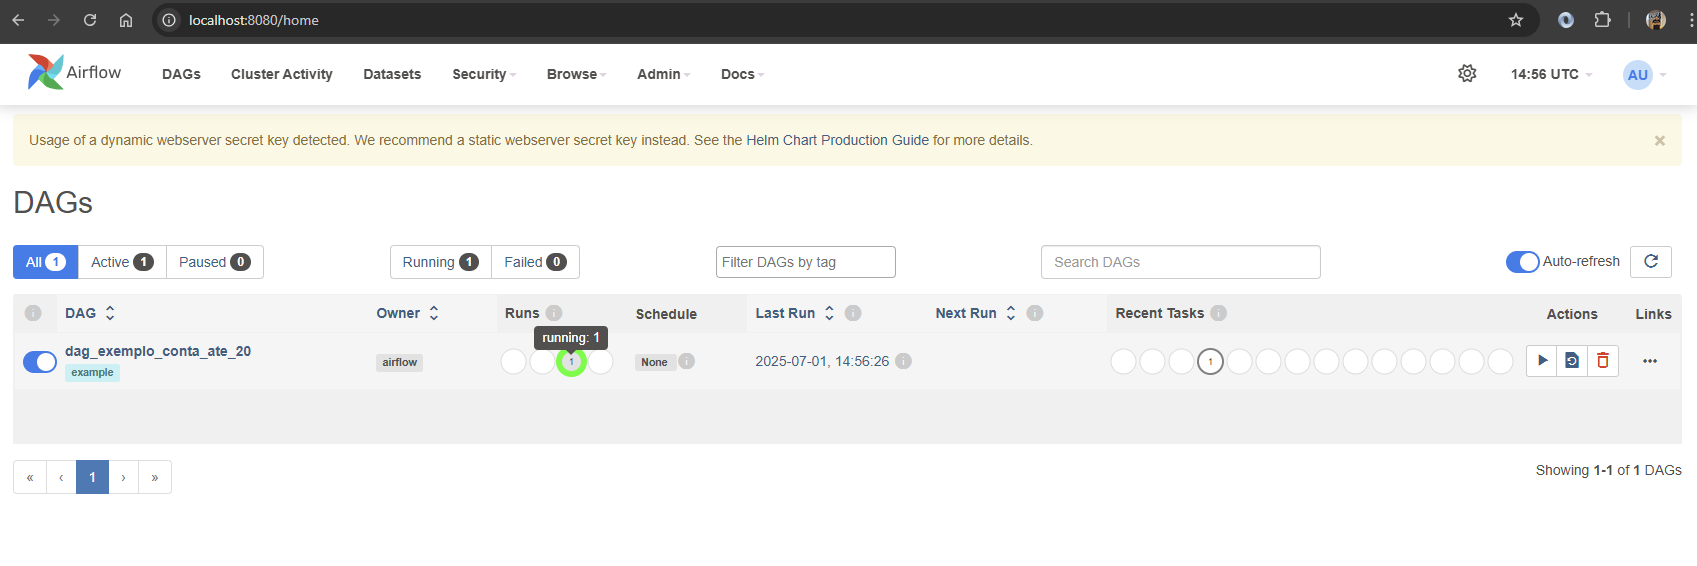 localhost:8080/home
Airflow DAGs Cluster Activity Datasets Security Browse Admin Docs 14:56 UTC AU
Usage of a dynamic webserver secret key detected. We recommend a static webserver secret key instead. See the Helm Chart Production Guide for more details. ×
DAGs
All 1 Active 1 Paused 0 Running 1 Failed 0 Filter DAGs by tag Search DAGs Auto-refresh
i DAG Owner Runs i Schedule Last Run i Next Run i Recent Tasks i Actions Links
running: 1
dag_exemplo_conta_ate_20 airflow 1 None i 2025-07-01, 14:56:26 i 1
example
« ‹ 1 › » Showing 1-1 of 1 DAGs